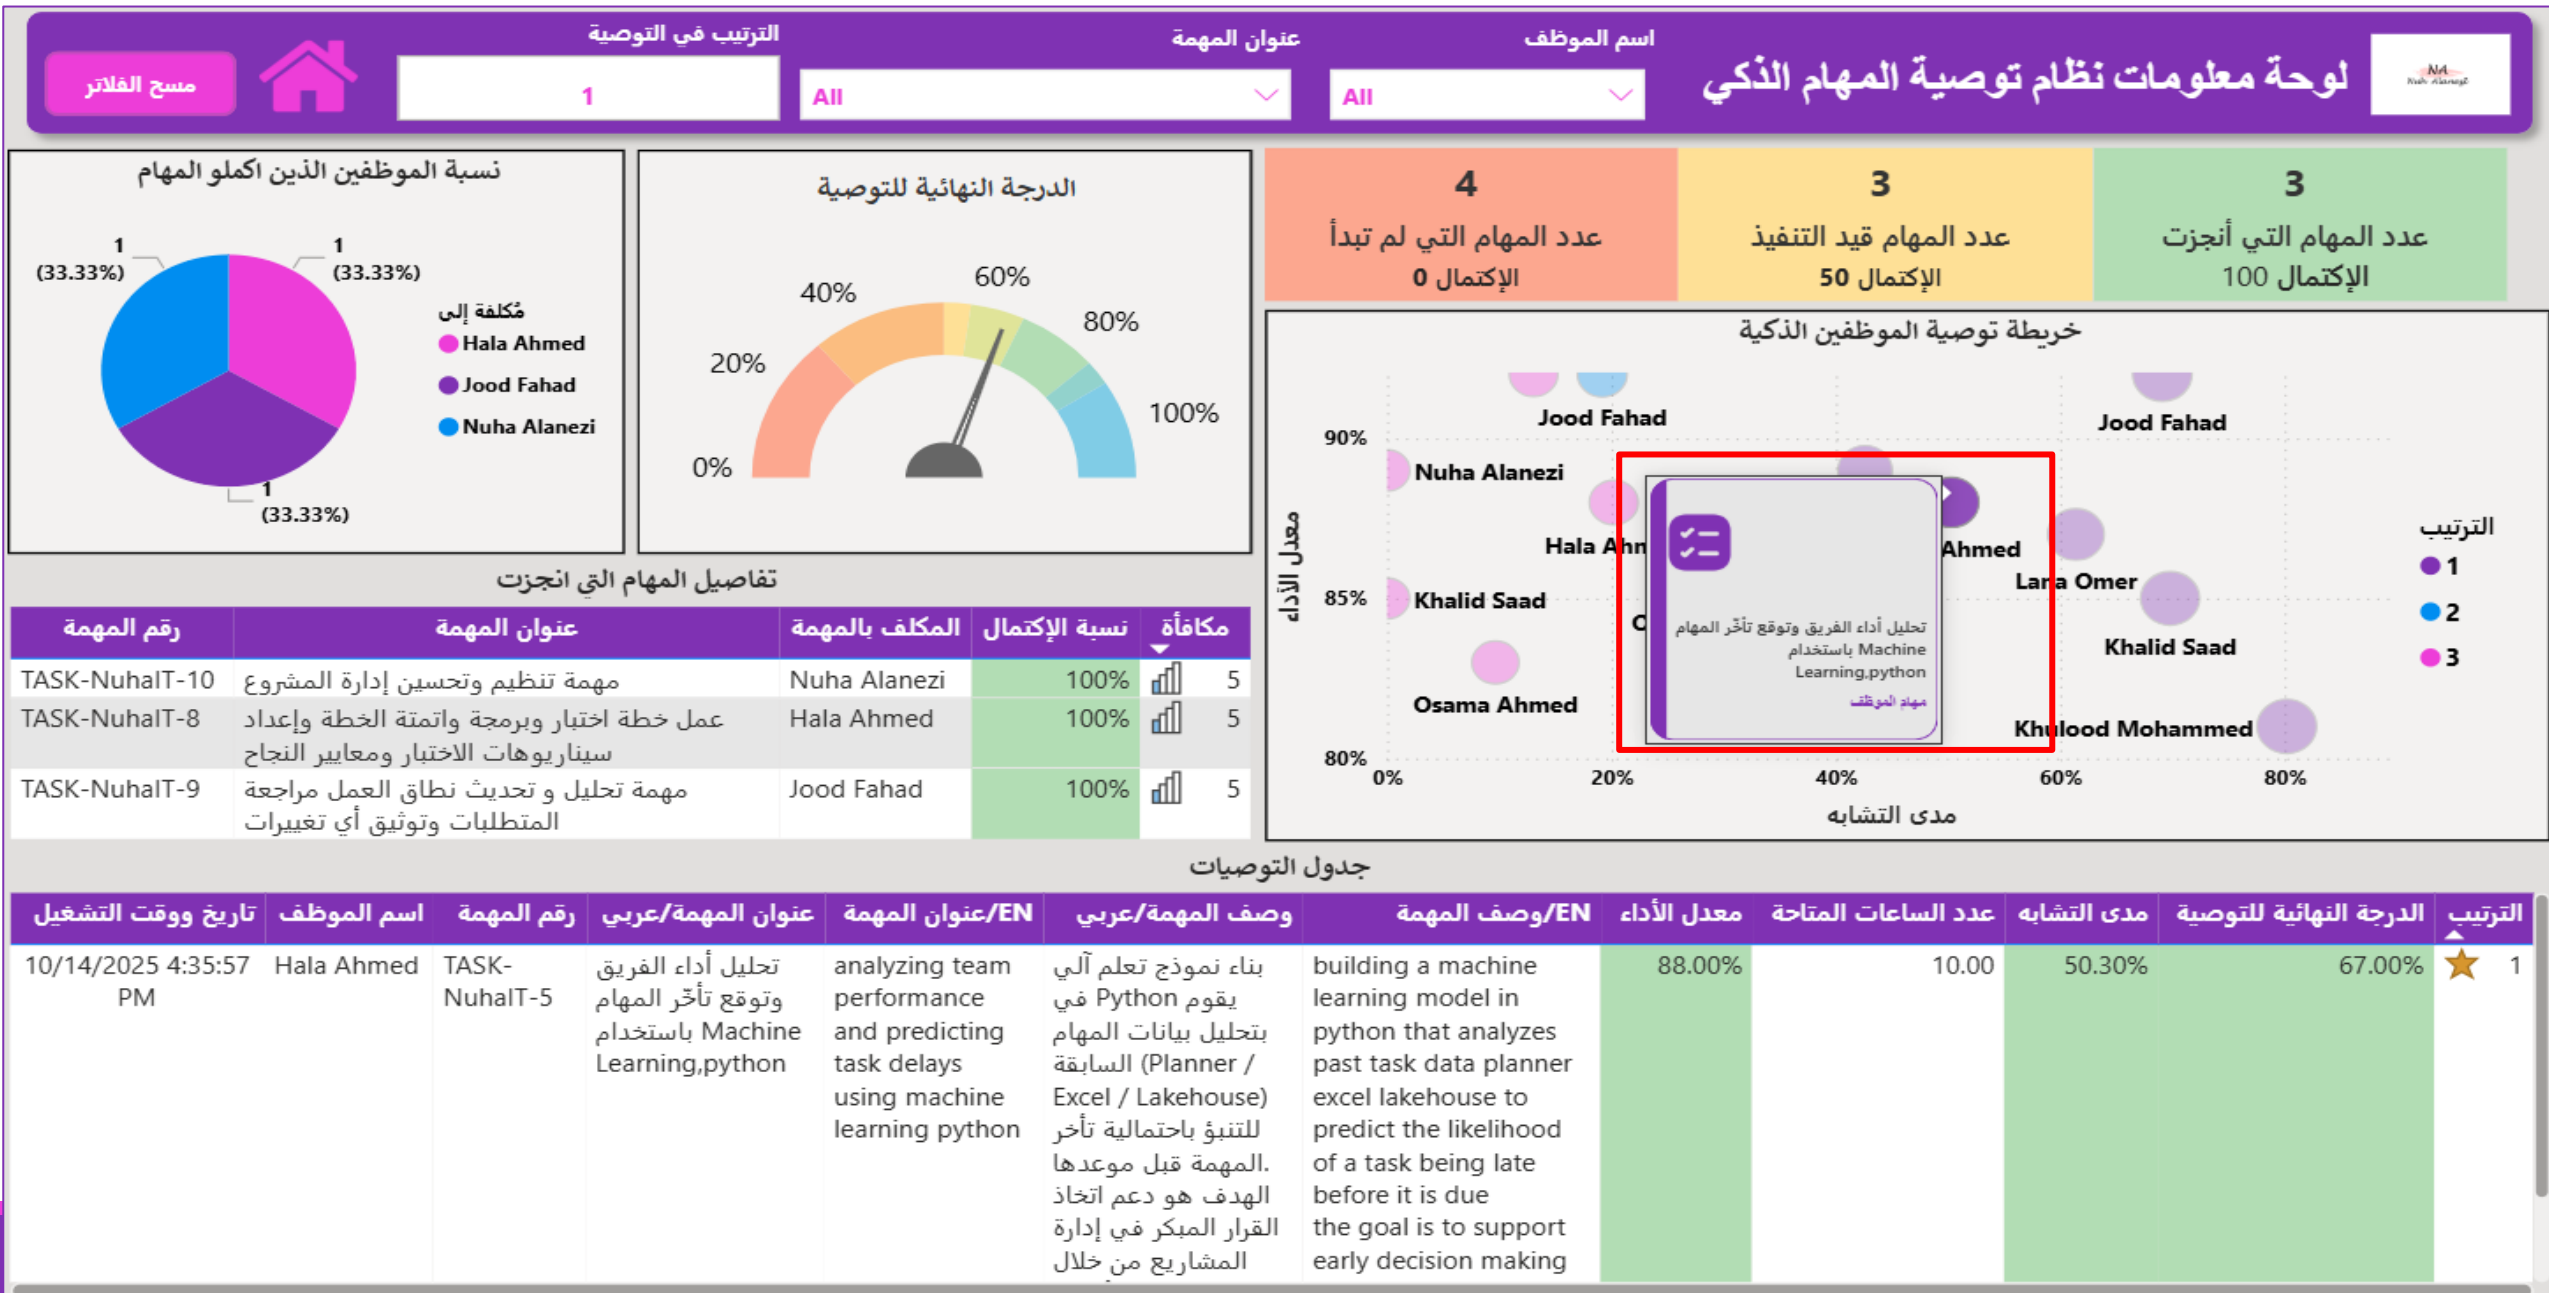 لوحة معلومات نظام توصية المهام الذكي
NA
اسم الموظف
All
عنوان المهمة
All
الترتيب في التوصية
1
مسح الفلاتر
3
عدد المهام التي أنجزت
الإكتمال 100
3
عدد المهام قيد التنفيذ
الإكتمال 50
4
عدد المهام التي لم تبدأ
الإكتمال 0
الدرجة النهائية للتوصية
0%
20%
40%
60%
80%
100%
نسبة الموظفين الذين اكملو المهام
1
(33.33%)
1
(33.33%)
1
(33.33%)
مُكلفة إلى
Hala Ahmed
Jood Fahad
Nuha Alanezi
خريطة توصية الموظفين الذكية
معدل الأداء
90%
85%
80%
0%
20%
40%
60%
80%
مدى التشابه
Jood Fahad
Jood Fahad
Nuha Alanezi
Hala Ahm
Ahmed
Lana Omer
Khalid Saad
Khalid Saad
Osama Ahmed
Khulood Mohammed
تحليل أداء الفريق وتوقع تأخّر المهام
باستخدام Machine
Learning,python
مهام الموظف
الترتيب
1
2
3
تفاصيل المهام التي انجزت
مكافأة نسبة الإكتمال المكلف بالمهمة عنوان المهمة رقم المهمة
TASK-NuhaIT-10 مهمة تنظيم وتحسين إدارة المشروع Nuha Alanezi 100% 5
TASK-NuhaIT-8 عمل خطة اختبار وبرمجة واتمتة الخطة وإعداد Hala Ahmed 100% 5
سيناريوهات الاختبار ومعايير النجاح
TASK-NuhaIT-9 مهمة تحليل و تحديث نطاق العمل مراجعة Jood Fahad 100% 5
المتطلبات وتوثيق أي تغييرات
جدول التوصيات
الترتيب
الدرجة النهائية للتوصية
مدى التشابه
عدد الساعات المتاحة
معدل الأداء
وصف المهمة/EN
وصف المهمة/عربي
عنوان المهمة/EN
عنوان المهمة/عربي
رقم المهمة
اسم الموظف
تاريخ ووقت التشغيل
1
67.00%
50.30%
10.00
88.00%
building a machine
learning model in
python that analyzes
past task data planner
excel lakehouse to
predict the likelihood
of a task being late
before it is due
the goal is to support
early decision making
بناء نموذج تعلم آلي
في Python يقوم
بتحليل بيانات المهام
السابقة (Planner /
Excel / Lakehouse)
للتنبؤ باحتمالية تأخر
المهمة قبل موعدها.
الهدف هو دعم اتخاذ
القرار المبكر في إدارة
المشاريع من خلال
analyzing team
performance
and predicting
task delays
using machine
learning python
تحليل أداء الفريق
وتوقع تأخّر المهام
باستخدام Machine
Learning,python
TASK-
NuhaIT-5
Hala Ahmed
10/14/2025 4:35:57
PM